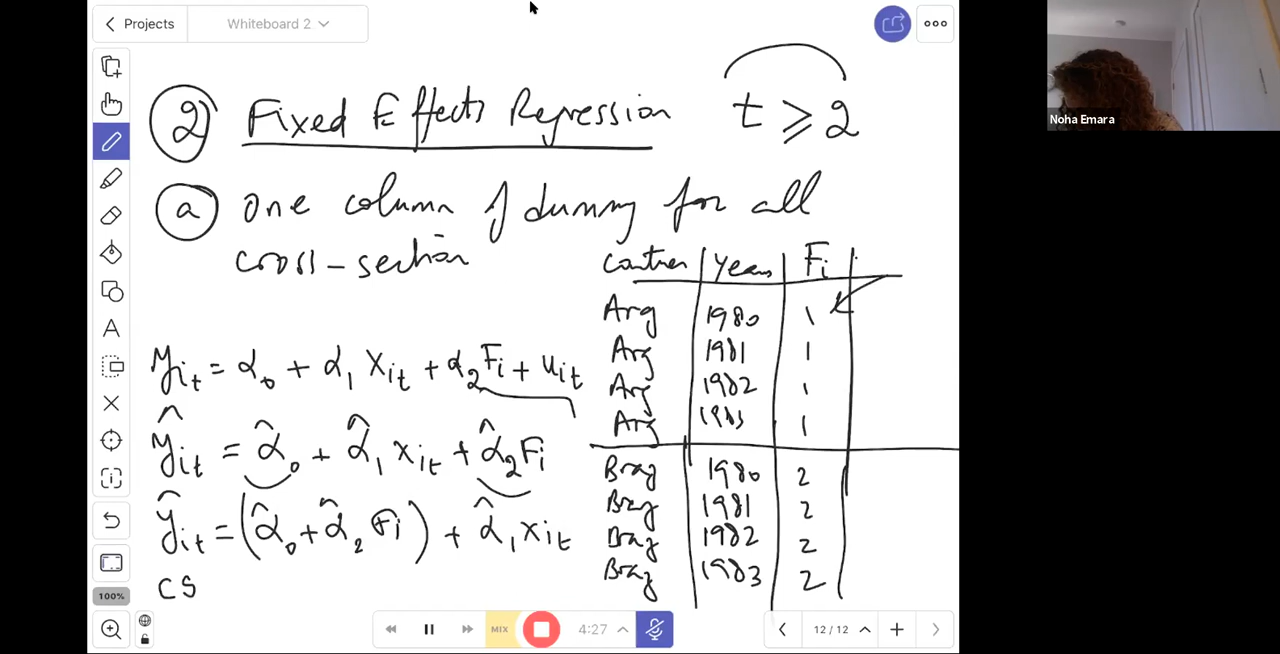 Projects
Whiteboard 2
Noha Emara
② Fixed Effects Regression t ⩾ 2
ⓐ one column of dummy for all
cross-section
Countries Years Fi
Arg 1980 1
Arg 1981 1
Arg 1982 1
Arg 1983 1
Braz 1980 2
Braz 1981 2
Braz 1982 2
Braz 1983 2
yit = α0 + α1 xit + α2 Fi + uit
ŷit = α̂0 + α̂1 xit + α̂2 Fi
ŷit = (α̂0 + α̂2 Fi) + α̂1 xit
CS
100%
MIX
4:27
12/12